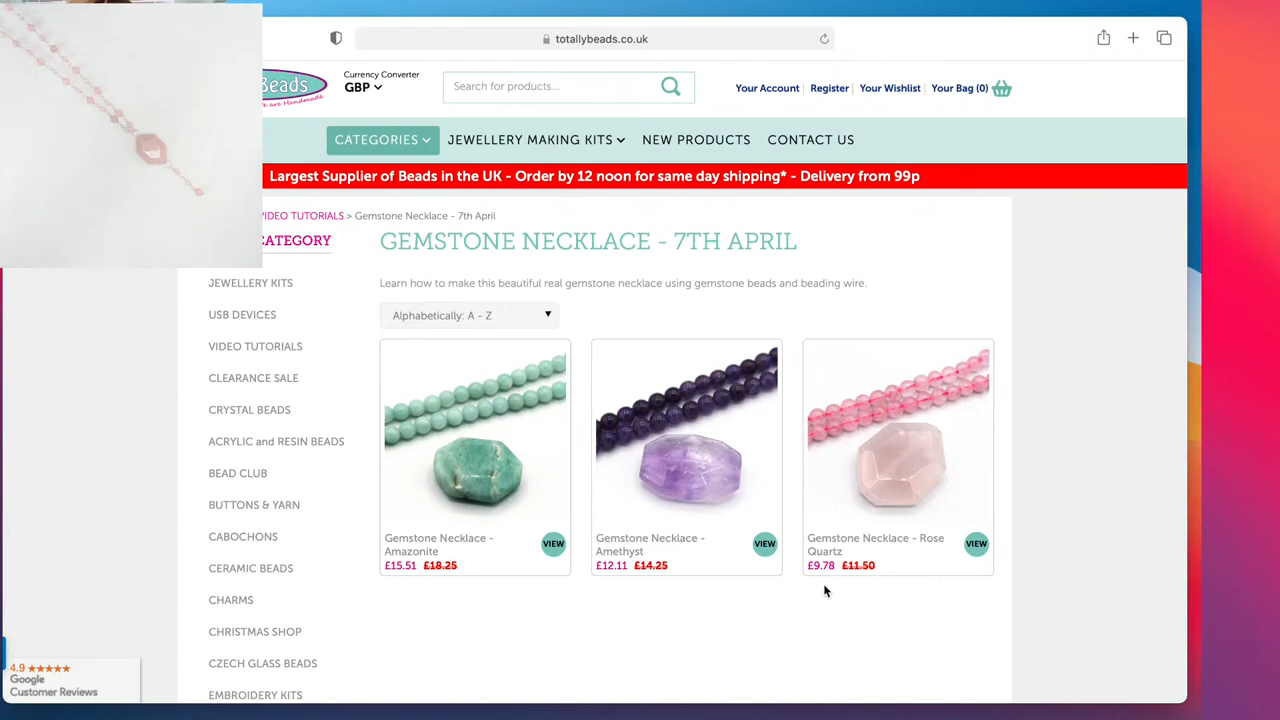 totallybeads.co.uk
Beads
We are Handmade
Currency Converter
GBP
Search for products...
Your Account
Register
Your Wishlist
Your Bag (0)
CATEGORIES
JEWELLERY MAKING KITS
NEW PRODUCTS
CONTACT US
Largest Supplier of Beads in the UK - Order by 12 noon for same day shipping* - Delivery from 99p
VIDEO TUTORIALS > Gemstone Necklace - 7th April
CATEGORY
JEWELLERY KITS
USB DEVICES
VIDEO TUTORIALS
CLEARANCE SALE
CRYSTAL BEADS
ACRYLIC and RESIN BEADS
BEAD CLUB
BUTTONS & YARN
CABOCHONS
CERAMIC BEADS
CHARMS
CHRISTMAS SHOP
CZECH GLASS BEADS
EMBROIDERY KITS
GEMSTONE NECKLACE - 7TH APRIL
Learn how to make this beautiful real gemstone necklace using gemstone beads and beading wire.
Alphabetically: A - Z
Gemstone Necklace -
Amazonite
£15.51 £18.25
VIEW
Gemstone Necklace -
Amethyst
£12.11 £14.25
VIEW
Gemstone Necklace - Rose
Quartz
£9.78 £11.50
VIEW
4.9 ★★★★★
Google
Customer Reviews